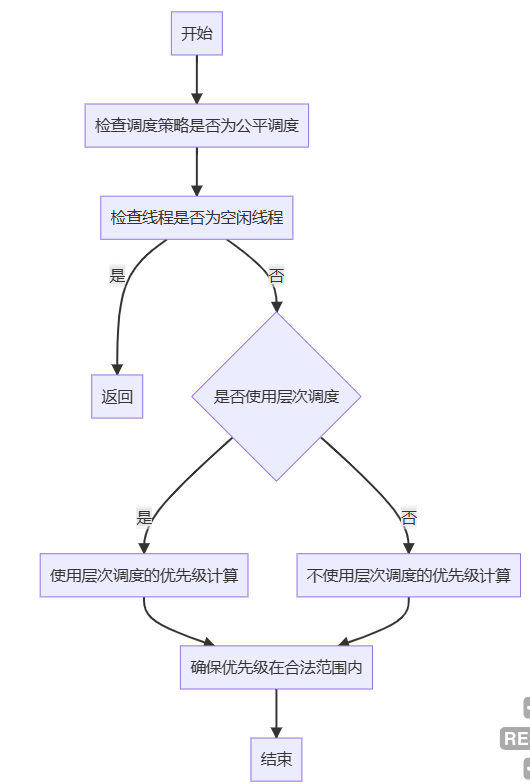 开始
检查调度策略是否为公平调度
检查线程是否为空闲线程
是
否
返回
是否使用层次调度
是
否
使用层次调度的优先级计算
不使用层次调度的优先级计算
确保优先级在合法范围内
结束
RE